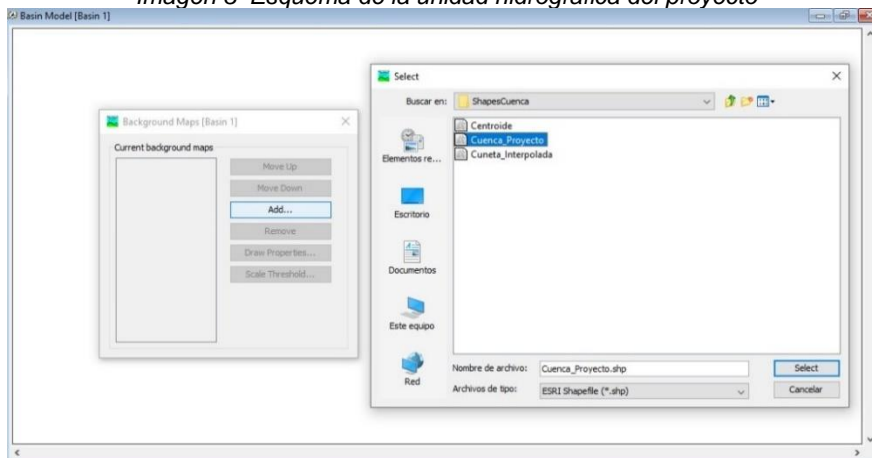 Imagen 8 Esquema de la unidad hidrográfica del proyecto
Basin Model [Basin 1]
Background Maps [Basin 1]
Current background maps
Move Up
Move Down
Add...
Remove
Draw Properties...
Scale Threshold...
Select
Buscar en:
ShapesCuenca
Elementos re...
Escritorio
Documentos
Este equipo
Red
Centroide
Cuenca_Proyecto
Cuneta_Interpolada
Nombre de archivo: Cuenca_Proyecto.shp
Select
Archivos de tipo: ESRI Shapefile (*.shp)
Cancelar